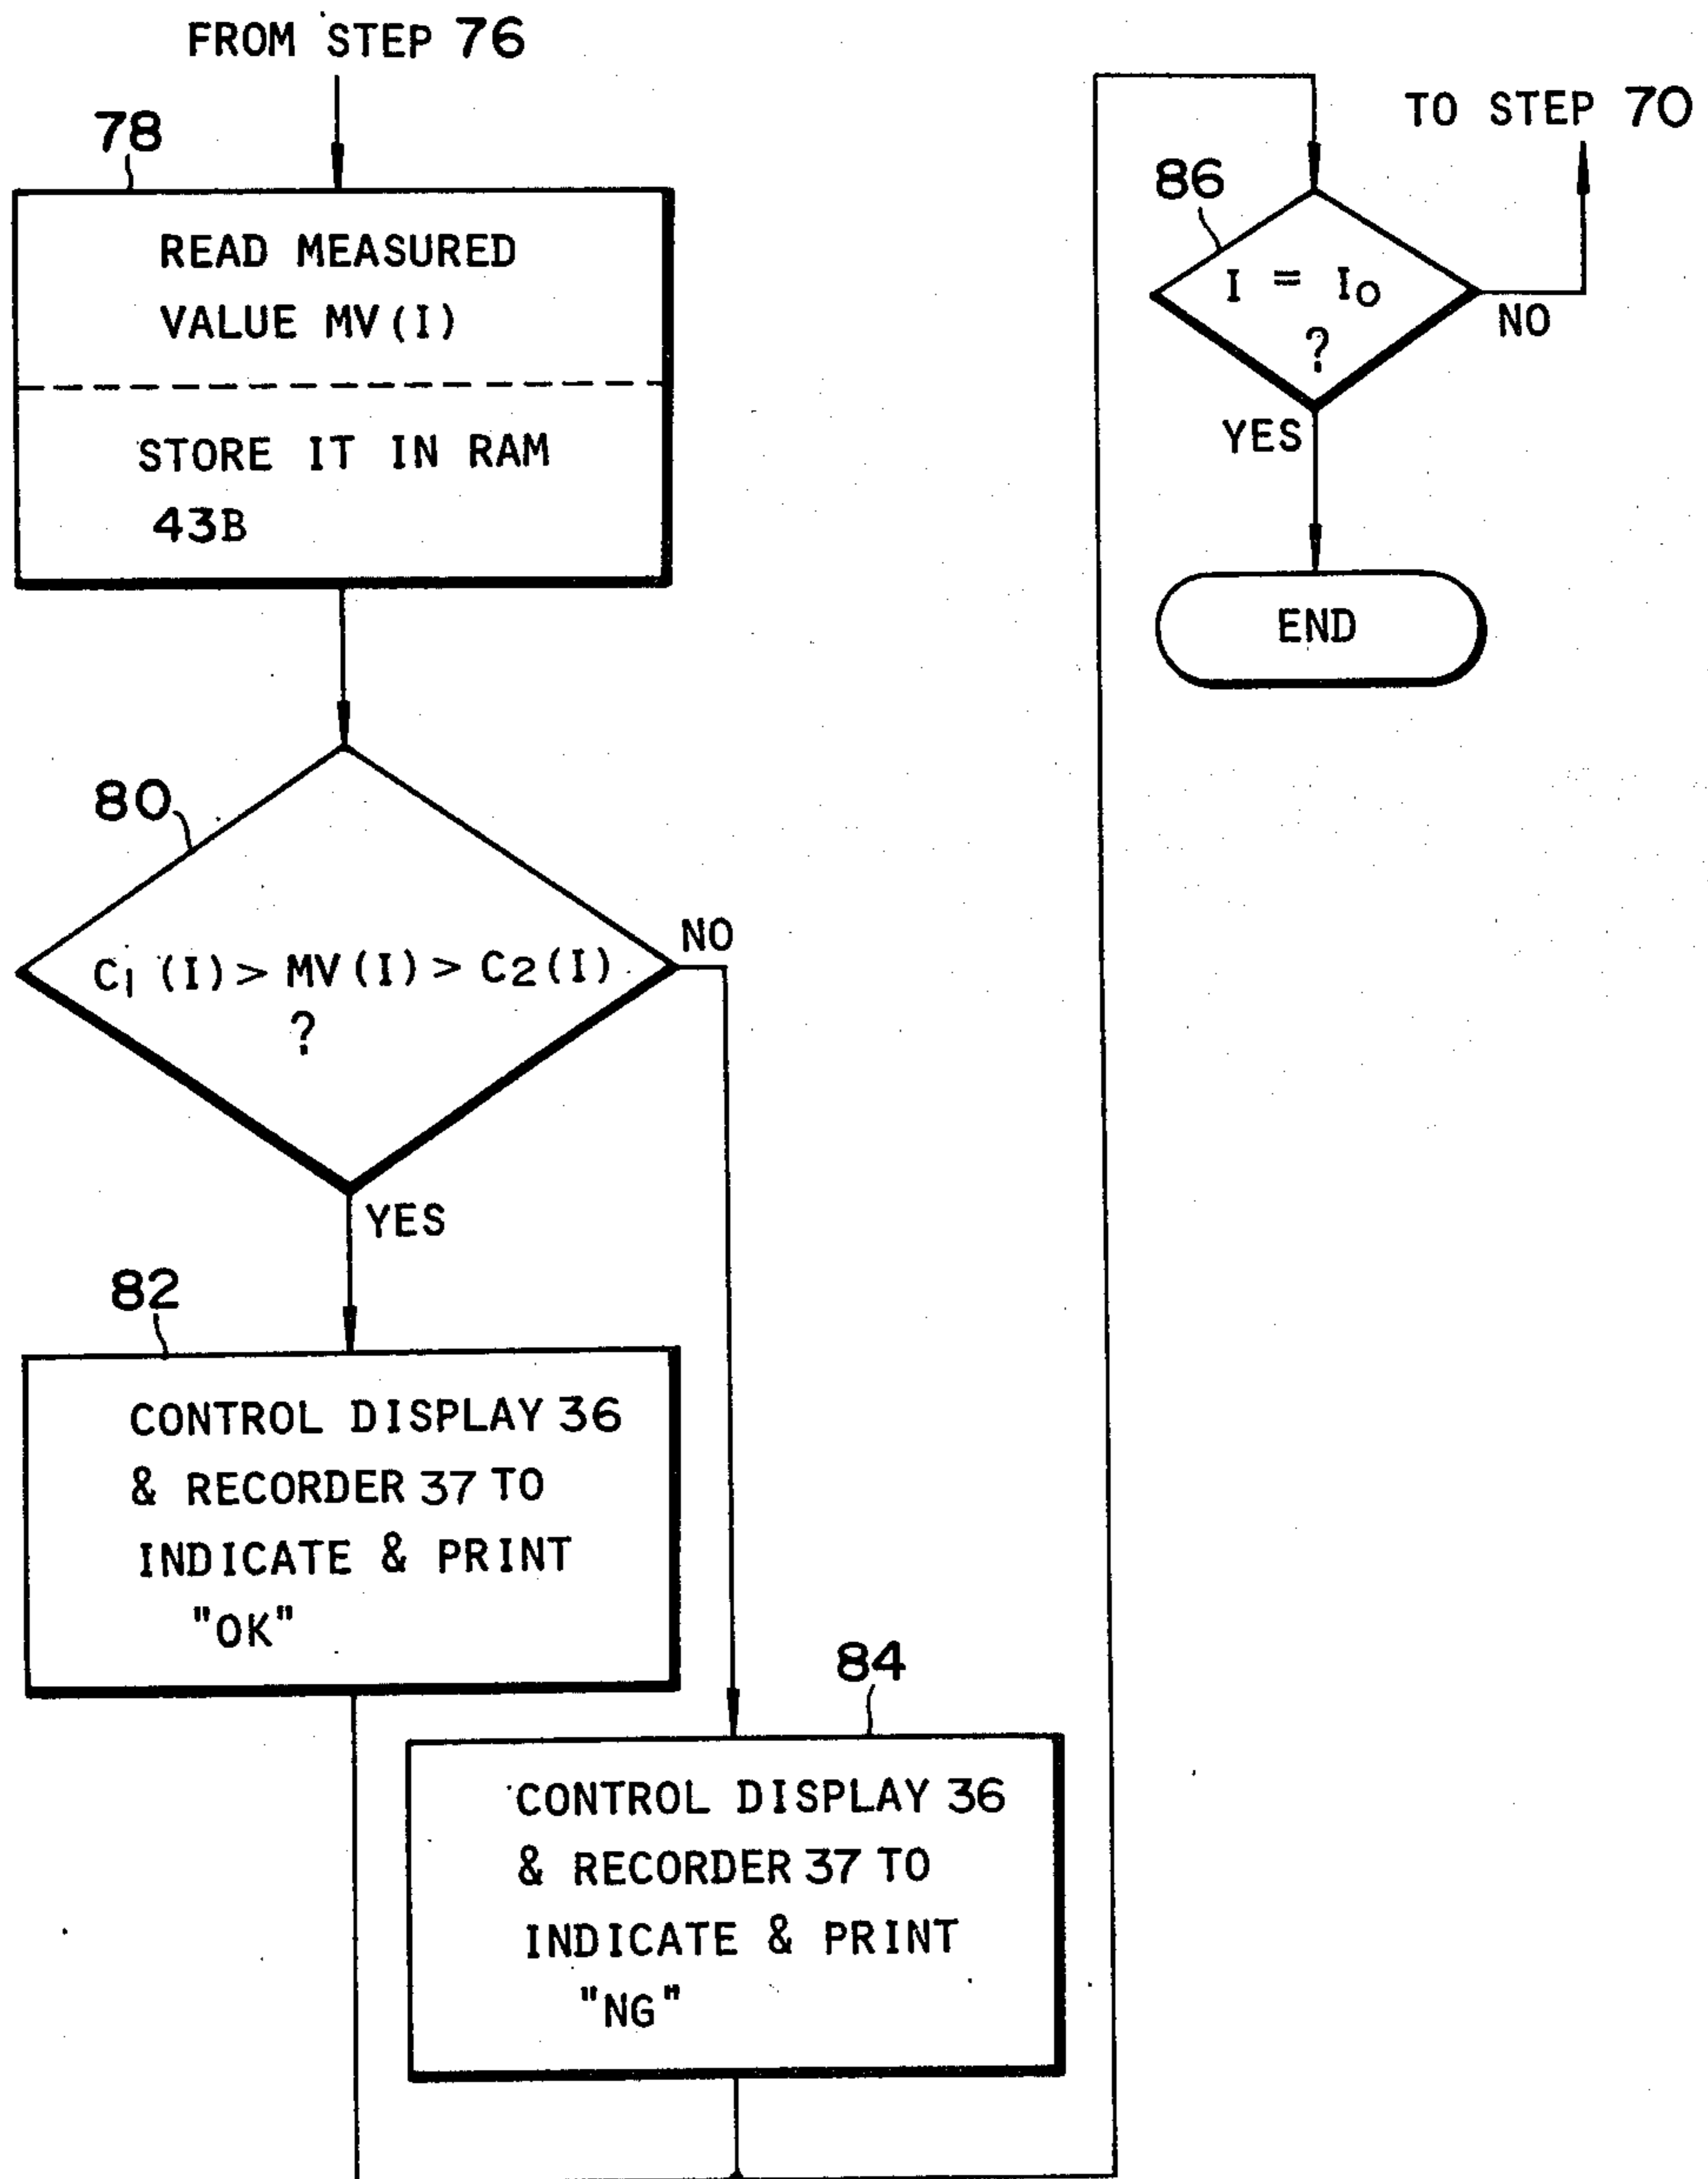 FROM STEP 76
78
READ MEASURED
VALUE MV(I)
STORE IT IN RAM
43B
80
C1(I) > MV(I) > C2(I)
?
NO
YES
82
CONTROL DISPLAY 36
& RECORDER 37 TO
INDICATE & PRINT
"OK"
84
CONTROL DISPLAY 36
& RECORDER 37 TO
INDICATE & PRINT
"NG"
TO STEP 70
86
I = IO
?
NO
YES
END